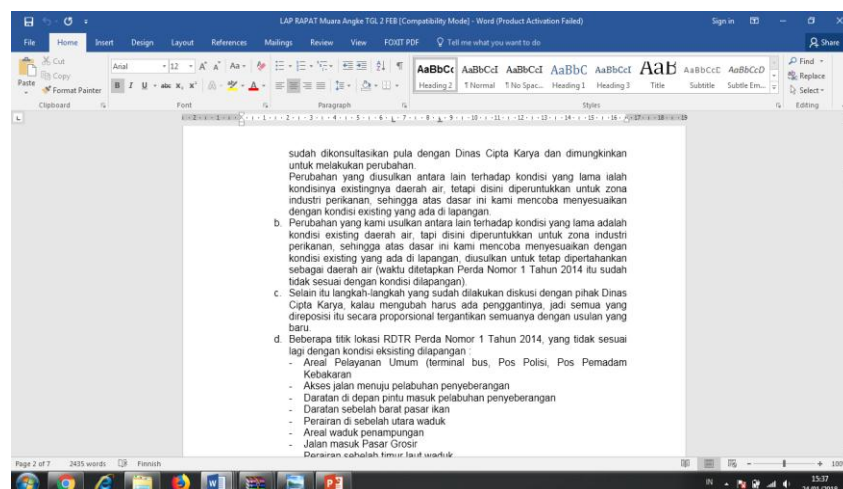 LAP RAPAT Muara Angke TGL 2 FEB [Compatibility Mode] - Word (Product Activation Failed)
Sign in
File Home Insert Design Layout References Mailings Review View FOXIT PDF Tell me what you want to do Share
Cut
Copy
Format Painter
Paste
Arial 12
AaBbCc AaBbCcI AaBbCcI AaBbC AaBbCcI AaB AaBbCcC AaBbCcD
Heading 2 ¶ Normal ¶ No Spac... Heading 1 Heading 3 Title Subtitle Subtle Em...
Find
Replace
Select
Clipboard Font Paragraph Styles Editing
sudah dikonsultasikan pula dengan Dinas Cipta Karya dan dimungkinkan
untuk melakukan perubahan.
Perubahan yang diusulkan antara lain terhadap kondisi yang lama ialah
kondisinya existingnya daerah air, tetapi disini diperuntukkan untuk zona
industri perikanan, sehingga atas dasar ini kami mencoba menyesuaikan
dengan kondisi existing yang ada di lapangan.
b. Perubahan yang kami usulkan antara lain terhadap kondisi yang lama adalah
kondisi existing daerah air, tapi disini diperuntukkan untuk zona industri
perikanan, sehingga atas dasar ini kami mencoba menyesuaikan dengan
kondisi existing yang ada di lapangan, diusulkan untuk tetap dipertahankan
sebagai daerah air (waktu ditetapkan Perda Nomor 1 Tahun 2014 itu sudah
tidak sesuai dengan kondisi dilapangan).
c. Selain itu langkah-langkah yang sudah dilakukan diskusi dengan pihak Dinas
Cipta Karya, kalau mengubah harus ada penggantinya, jadi semua yang
direposisi itu secara proporsional tergantikan semuanya dengan usulan yang
baru.
d. Beberapa titik lokasi RDTR Perda Nomor 1 Tahun 2014, yang tidak sesuai
lagi dengan kondisi eksisting dilapangan :
- Areal Pelayanan Umum (terminal bus, Pos Polisi, Pos Pemadam
Kebakaran
- Akses jalan menuju pelabuhan penyeberangan
- Daratan di depan pintu masuk pelabuhan penyeberangan
- Daratan sebelah barat pasar ikan
- Perairan di sebelah utara waduk
- Areal waduk penampungan
- Jalan masuk Pasar Grosir
- Perairan sebelah timur laut waduk
Page 2 of 7 2435 words Finnish
IN 15:37
24/01/2018